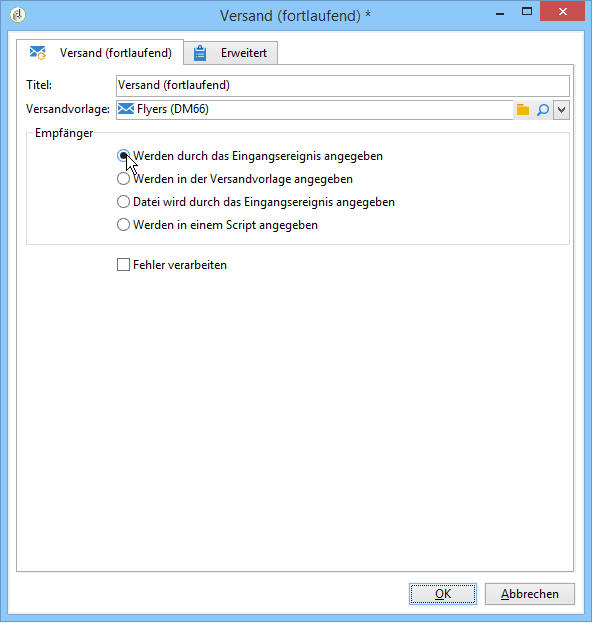 Versand (fortlaufend) *
Versand (fortlaufend)
Erweitert
Titel:
Versand (fortlaufend)
Versandvorlage:
Flyers (DM66)
Empfänger
Werden durch das Eingangsereignis angegeben
Werden in der Versandvorlage angegeben
Datei wird durch das Eingangsereignis angegeben
Werden in einem Script angegeben
Fehler verarbeiten
OK
Abbrechen